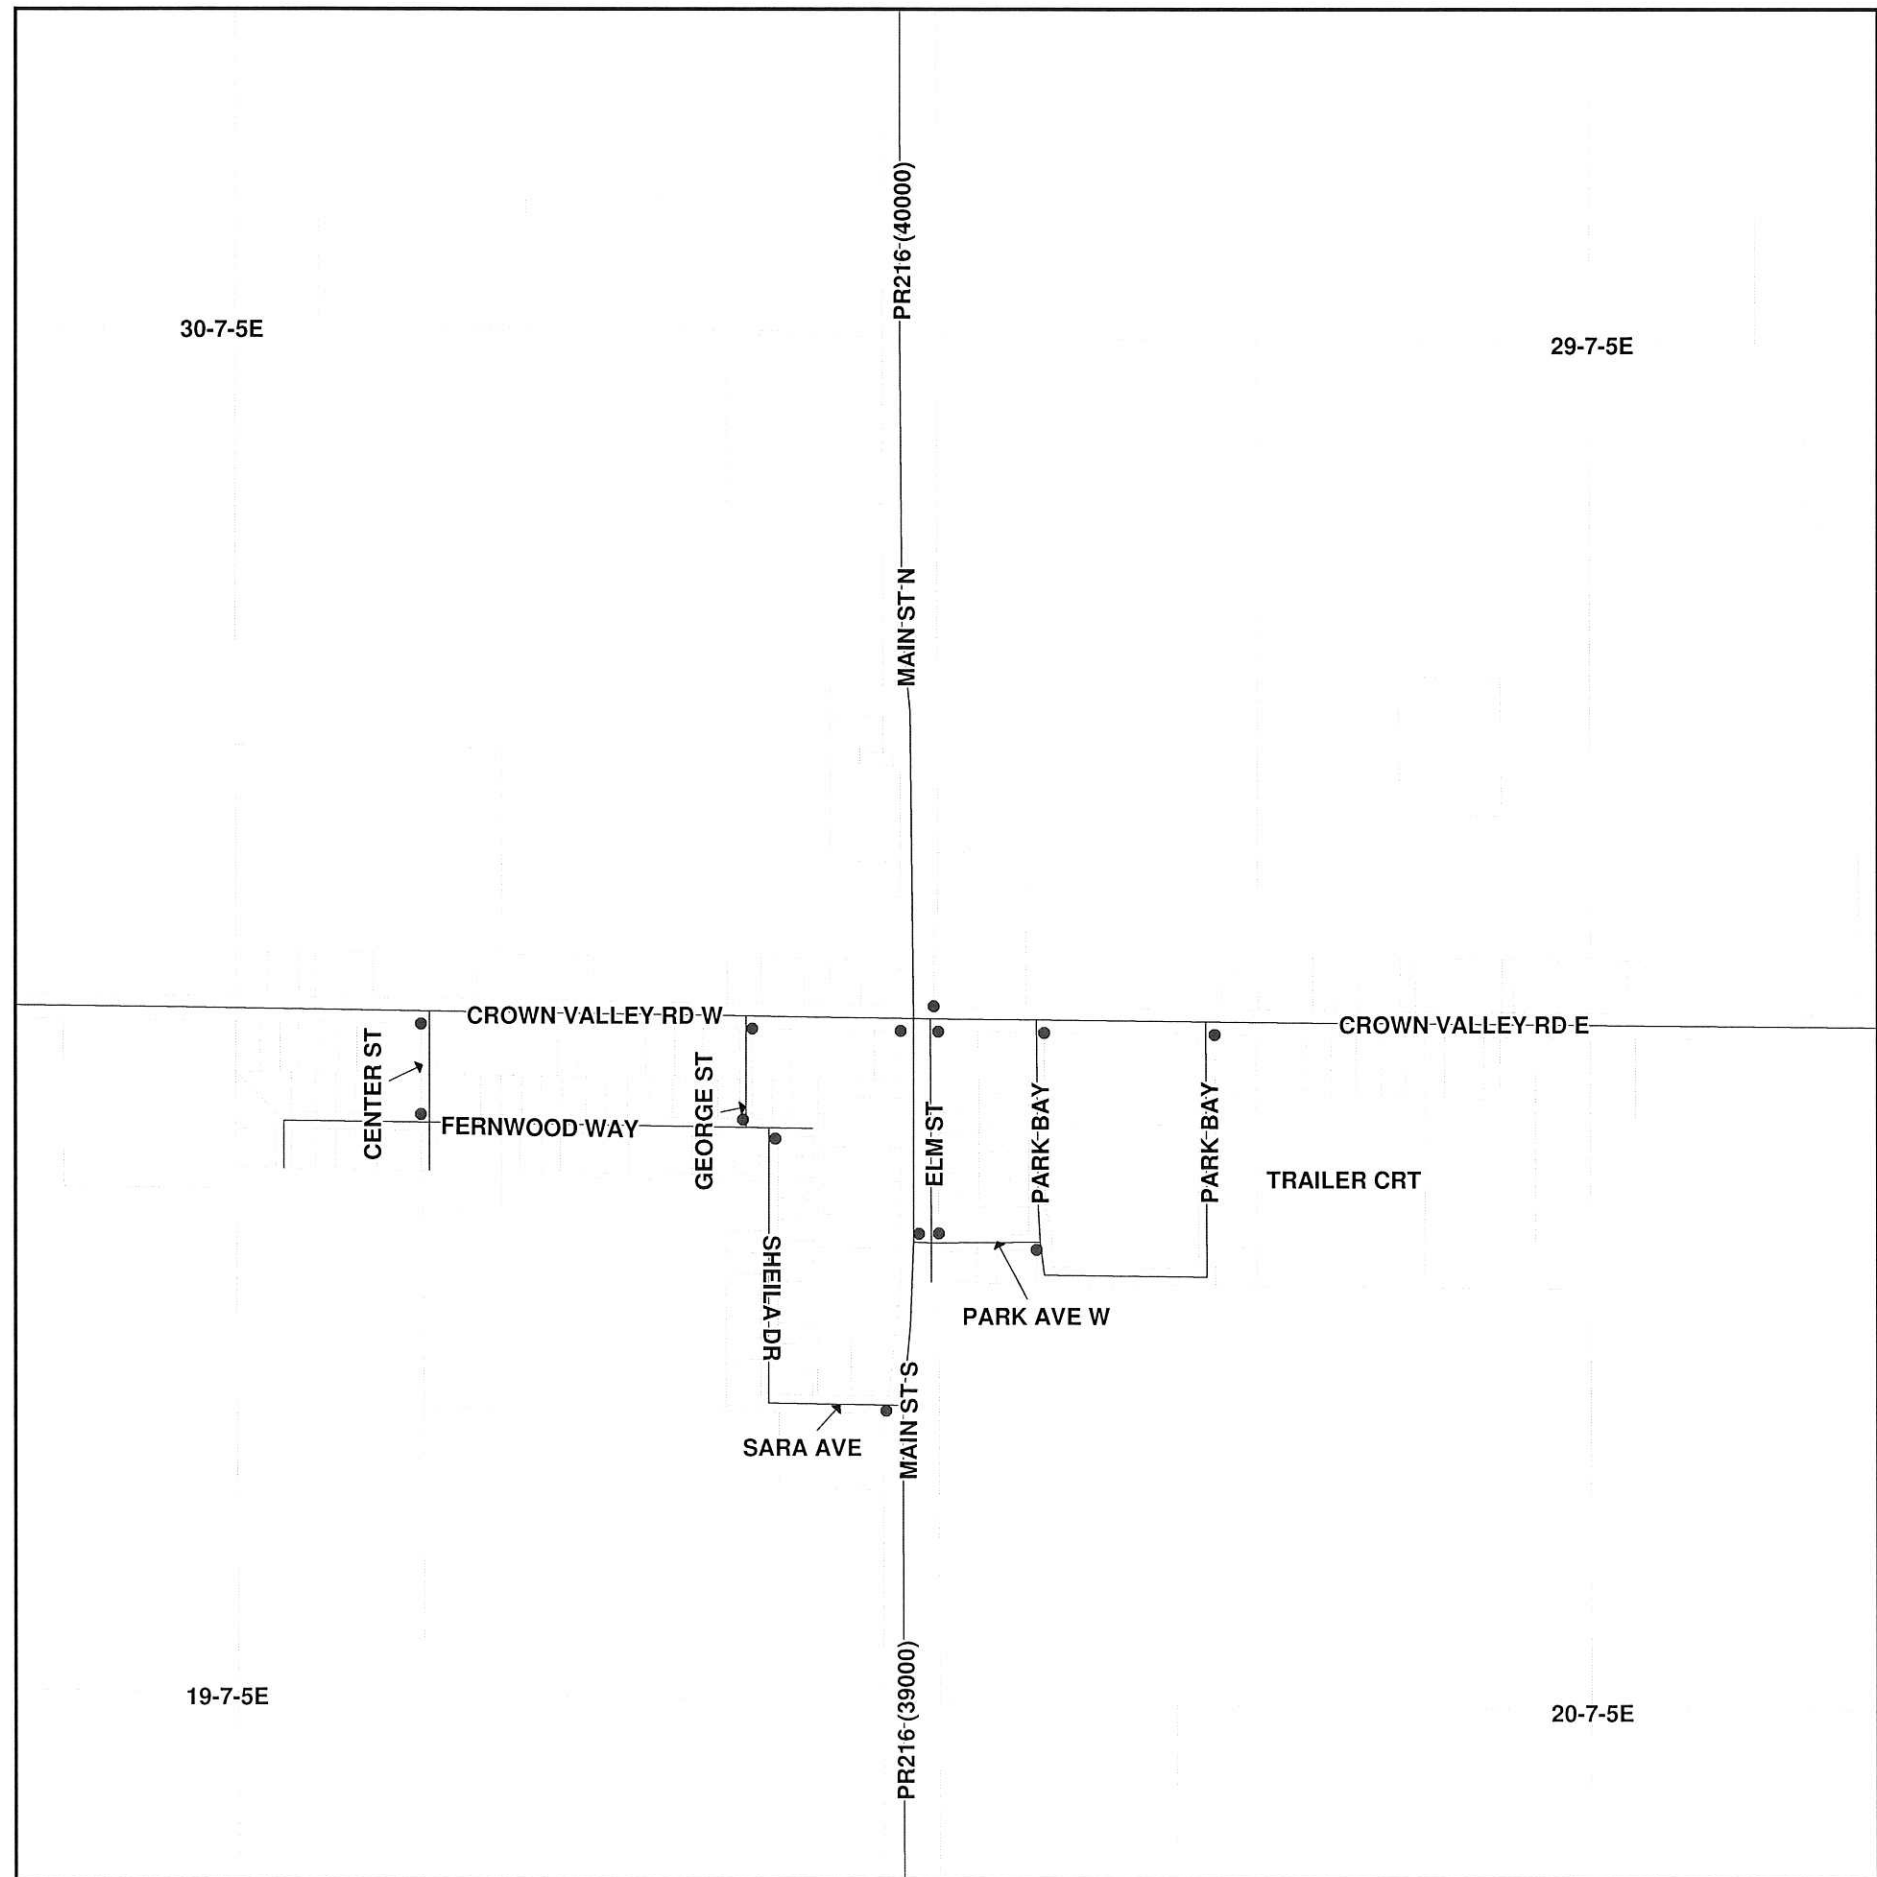 PR216 (40000)
30-7-5E
29-7-5E
MAIN ST N
CROWN VALLEY RD W
CROWN VALLEY RD E
CENTER ST
GEORGE ST
FERNWOOD WAY
ELM ST
PARK BAY
PARK BAY
TRAILER CRT
SHEILA DR
PARK AVE W
MAIN ST S
SARA AVE
PR216 (39000)
19-7-5E
20-7-5E